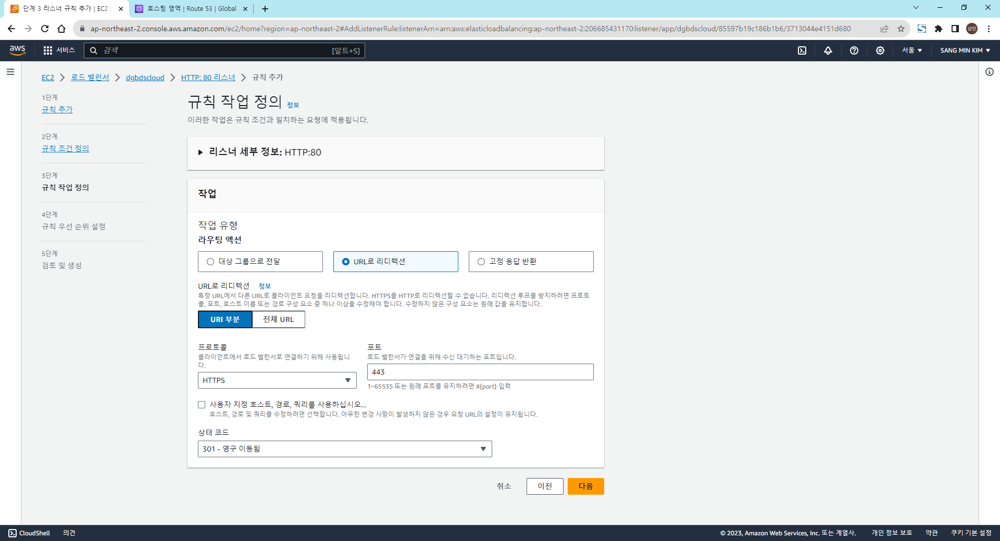 단계 3 리스너 규칙 추가 | EC2
호스팅 영역 | Route 53 | Global
ap-northeast-2.console.aws.amazon.com/ec2/home?region=ap-northeast-2#AddListenerRule:listenerArn=arn:aws:elasticloadbalancing:ap-northeast-2:206685431170:listener/app/dgbdscloud/85597b19c186b1b6/3713044e4151d680
상민
aws
서비스
검색
[알트+S]
서울
SANG MIN KIM
EC2
로드 밸런서
dgbdscloud
HTTP: 80 리스너
규칙 추가
1단계
규칙 추가
2단계
규칙 조건 정의
3단계
규칙 작업 정의
4단계
규칙 우선 순위 설정
5단계
검토 및 생성
규칙 작업 정의 정보
이러한 작업은 규칙 조건과 일치하는 요청에 적용됩니다.
리스너 세부 정보: HTTP:80
작업
작업 유형
라우팅 액션
대상 그룹으로 전달
URL로 리디렉션
고정 응답 반환
URL로 리디렉션 정보
특정 URL에서 다른 URL로 클라이언트 요청을 리디렉션합니다. HTTPS를 HTTP로 리디렉션할 수 없습니다. 리디렉션 루프를 방지하려면 프로토
콜, 포트, 호스트 이름 또는 경로 구성 요소 중 하나 이상을 수정해야 합니다. 수정하지 않은 구성 요소는 원래 값을 유지합니다.
URI 부분
전체 URL
프로토콜
클라이언트에서 로드 밸런서로 연결하기 위해 사용됩니
다.
HTTPS
포트
로드 밸런서가 연결을 위해 수신 대기하는 포트입니다.
443
1~65535 또는 원래 포트를 유지하려면 #{port} 입력
사용자 지정 호스트, 경로, 쿼리를 사용하십시오...
호스트, 경로 및 쿼리를 수정하려면 선택합니다. 아무런 변경 사항이 발생하지 않은 경우 요청 URL의 설정이 유지됩니다.
상태 코드
301 - 영구 이동됨
취소
이전
다음
CloudShell
의견
© 2023, Amazon Web Services, Inc. 또는 계열사.
개인 정보 보호
약관
쿠키 기본 설정